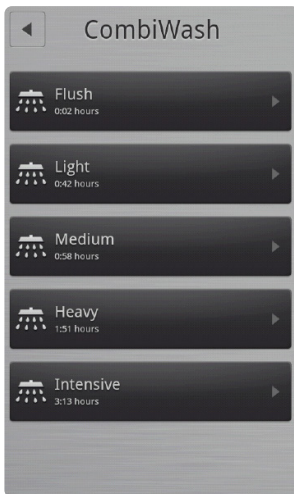 CombiWash
Flush
0:02 hours
Light
0:42 hours
Medium
0:58 hours
Heavy
1:51 hours
Intensive
3:13 hours